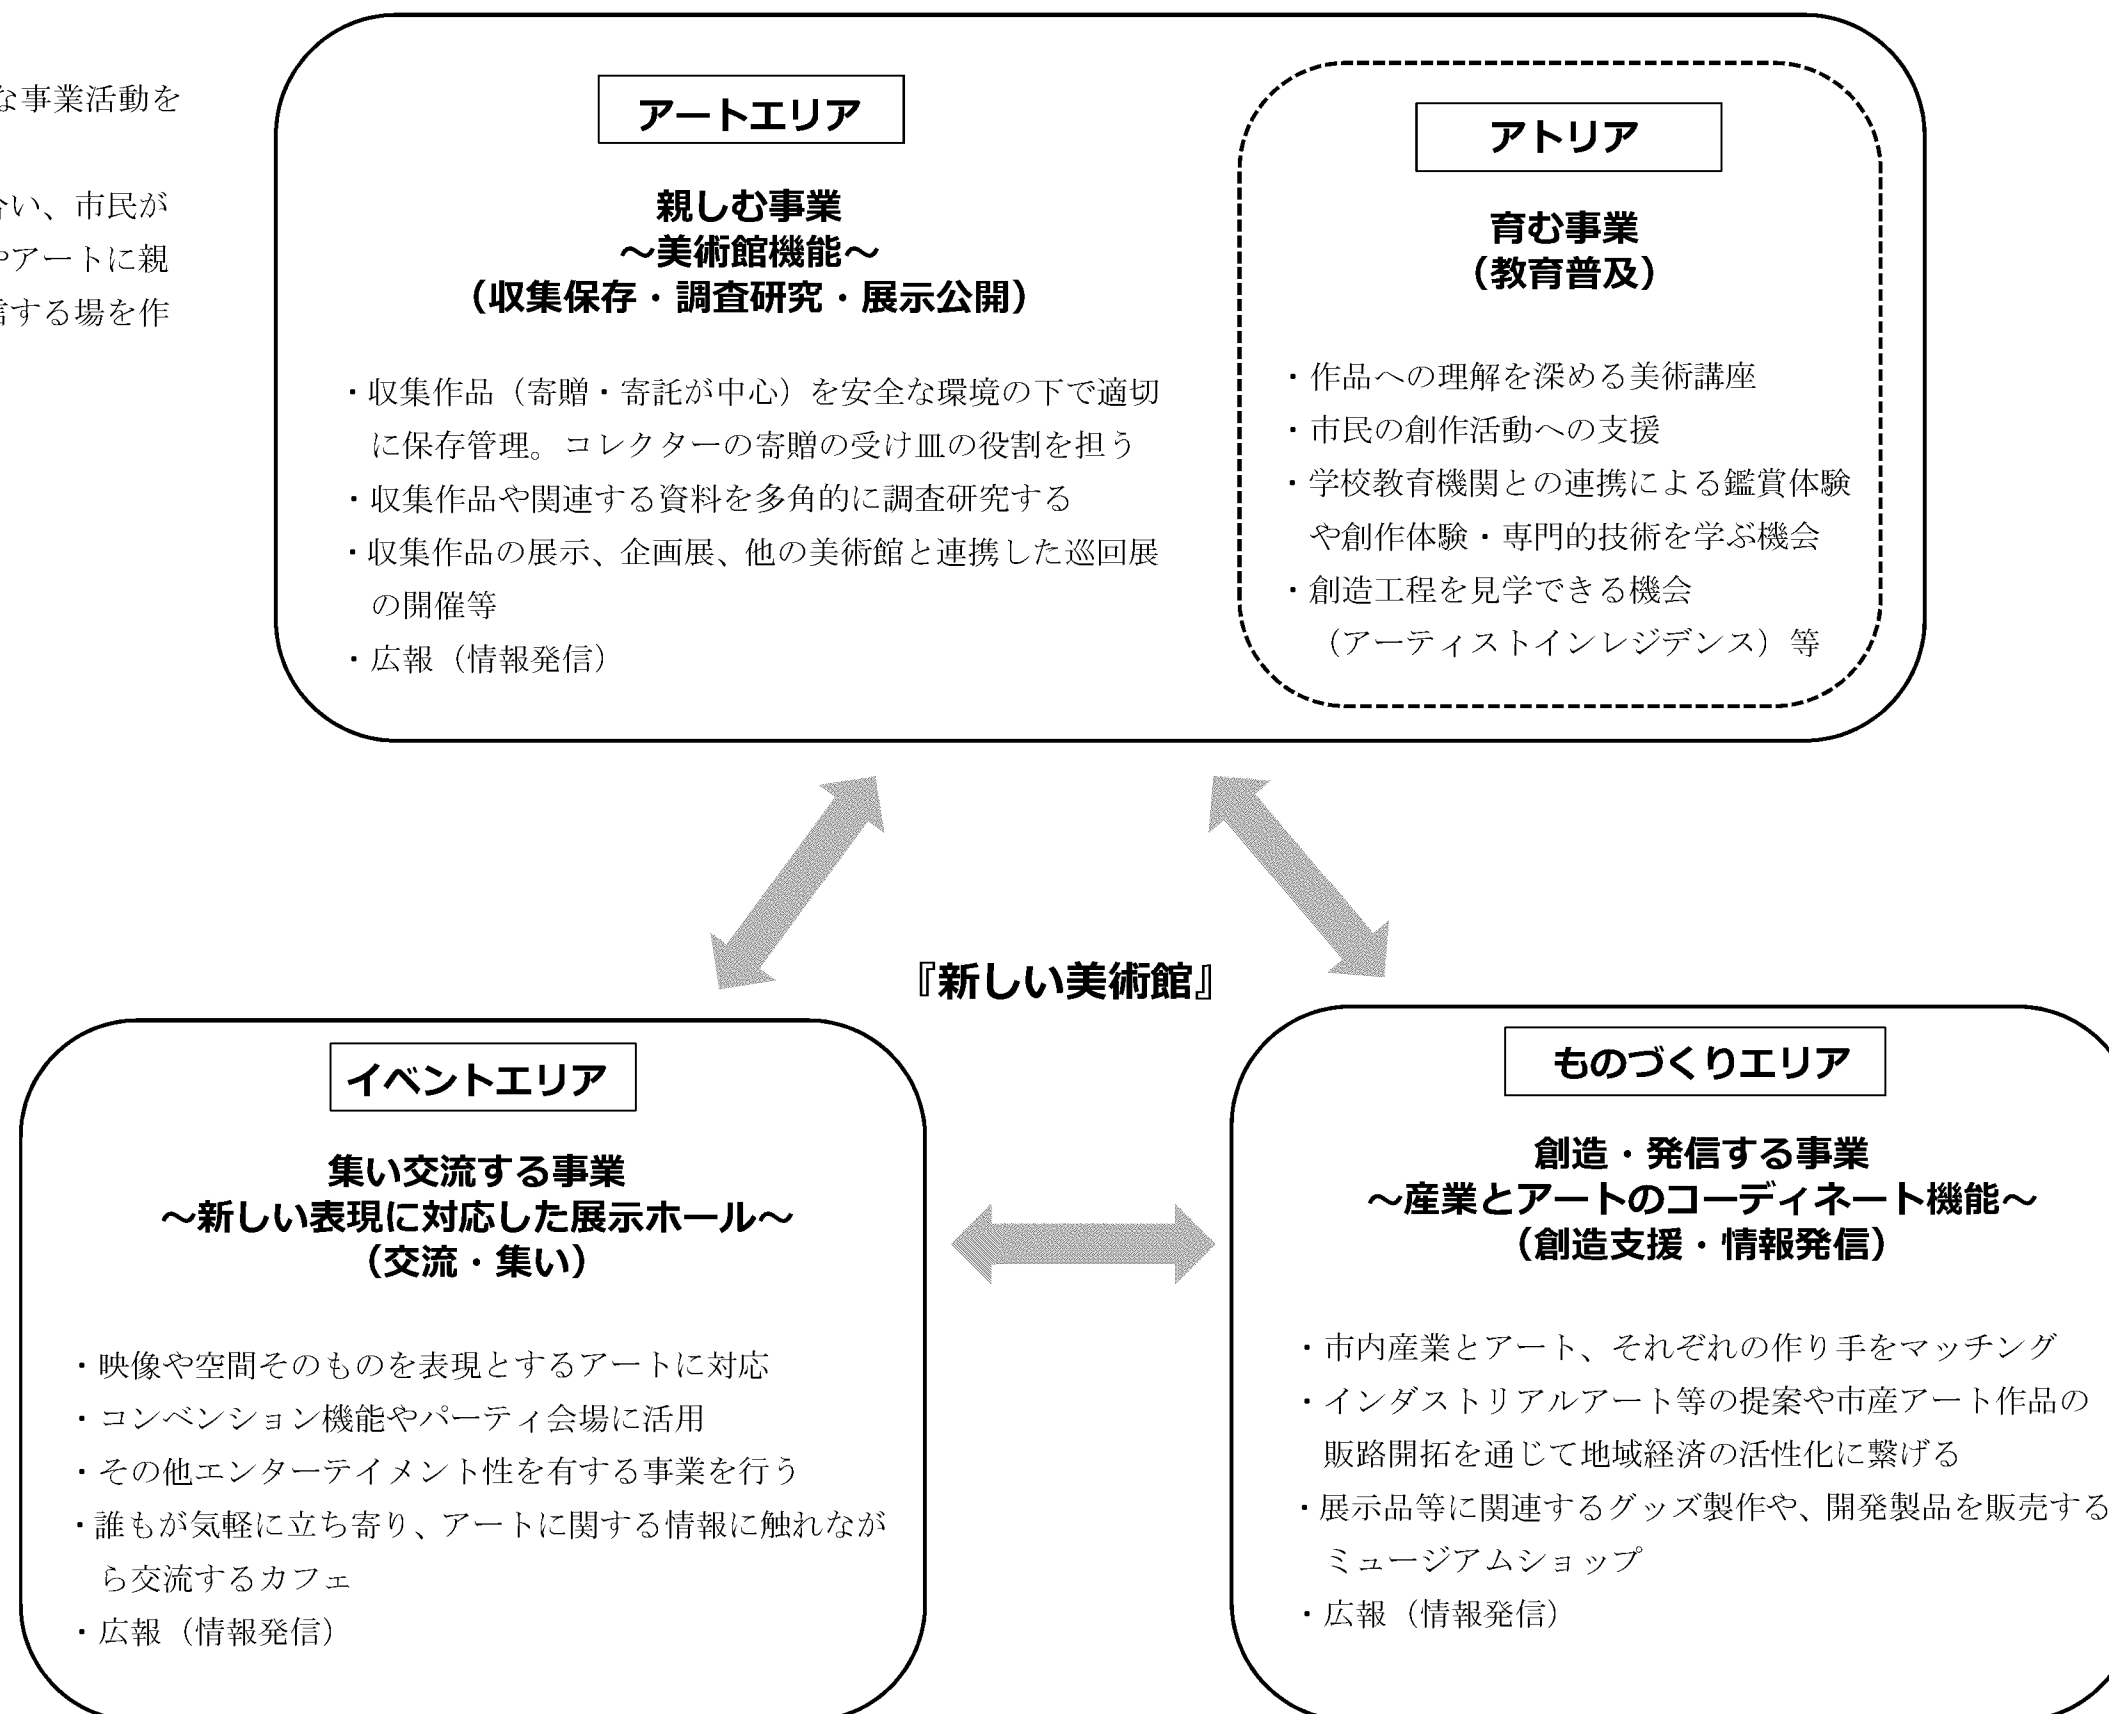 な事業活動を
合い、市民が
やアートに親
信する場を作
アートエリア
親しむ事業
～美術館機能～
（収集保存・調査研究・展示公開）
・収集作品（寄贈・寄託が中心）を安全な環境の下で適切
に保存管理。コレクターの寄贈の受け皿の役割を担う
・収集作品や関連する資料を多角的に調査研究する
・収集作品の展示、企画展、他の美術館と連携した巡回展
の開催等
・広報（情報発信）
アトリア
育む事業
（教育普及）
・作品への理解を深める美術講座
・市民の創作活動への支援
・学校教育機関との連携による鑑賞体験
や創作体験・専門的技術を学ぶ機会
・創造工程を見学できる機会
（アーティストインレジデンス）等
『新しい美術館』
イベントエリア
集い交流する事業
～新しい表現に対応した展示ホール～
（交流・集い）
・映像や空間そのものを表現とするアートに対応
・コンベンション機能やパーティ会場に活用
・その他エンターテイメント性を有する事業を行う
・誰もが気軽に立ち寄り、アートに関する情報に触れなが
ら交流するカフェ
・広報（情報発信）
ものづくりエリア
創造・発信する事業
～産業とアートのコーディネート機能～
（創造支援・情報発信）
・市内産業とアート、それぞれの作り手をマッチング
・インダストリアルアート等の提案や市産アート作品の
販路開拓を通じて地域経済の活性化に繋げる
・展示品等に関連するグッズ製作や、開発製品を販売する
ミュージアムショップ
・広報（情報発信）